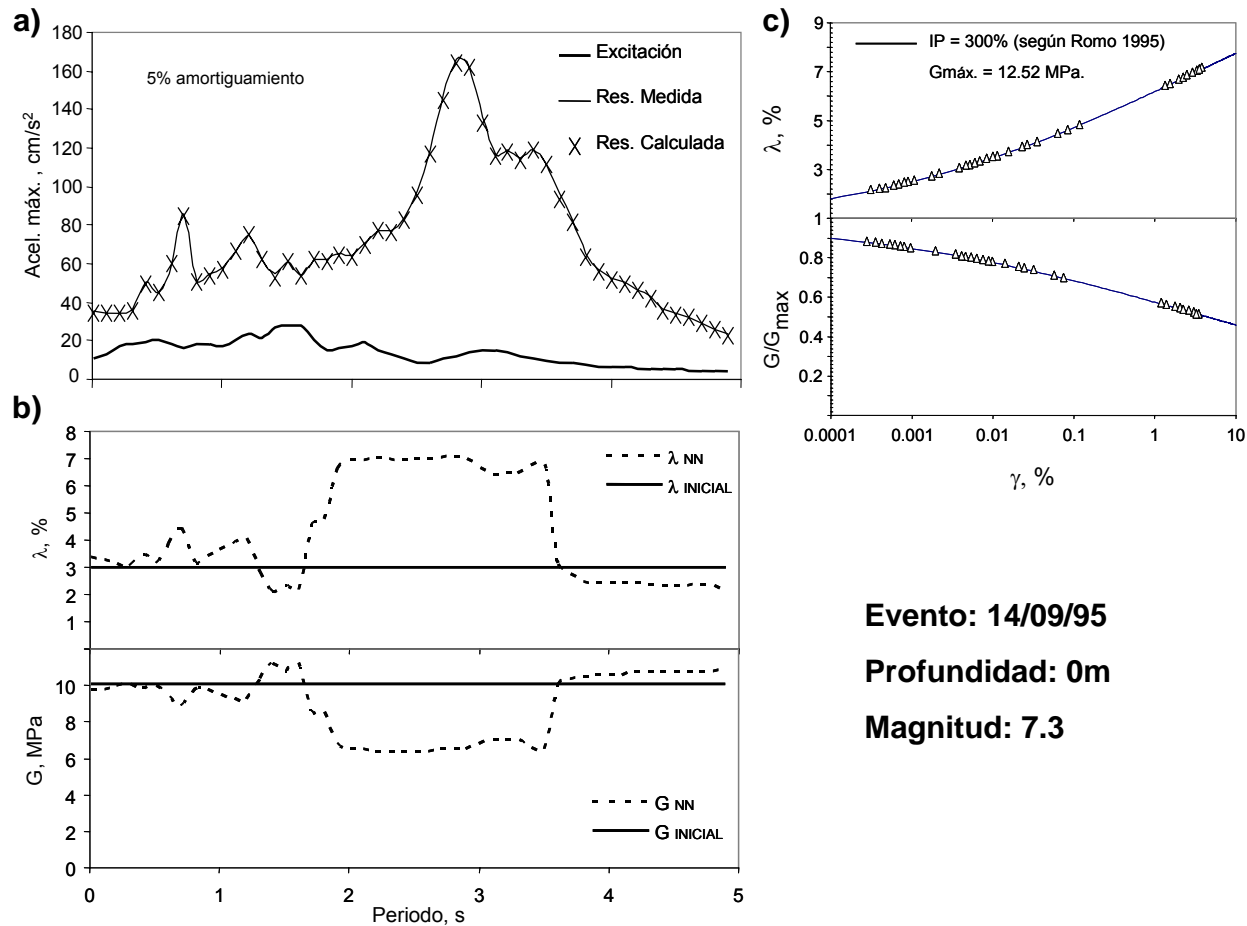 a)
180
160
140
120
100
80
60
40
20
0
Acel. máx. , cm/s²
5% amortiguamiento
Excitación
Res. Medida
Res. Calculada
b)
8
7
6
5
4
3
2
1
λ, %
λ NN
λ INICIAL
10
8
6
4
2
0
G, MPa
G NN
G INICIAL
0 1 2 3 4 5
Periodo, s
c)
9
7
5
3
1
λ, %
IP = 300% (según Romo 1995)
Gmáx. = 12.52 MPa.
0.8
0.6
0.4
0.2
G/Gmax
0.0001 0.001 0.01 0.1 1 10
γ, %
Evento: 14/09/95
Profundidad: 0m
Magnitud: 7.3